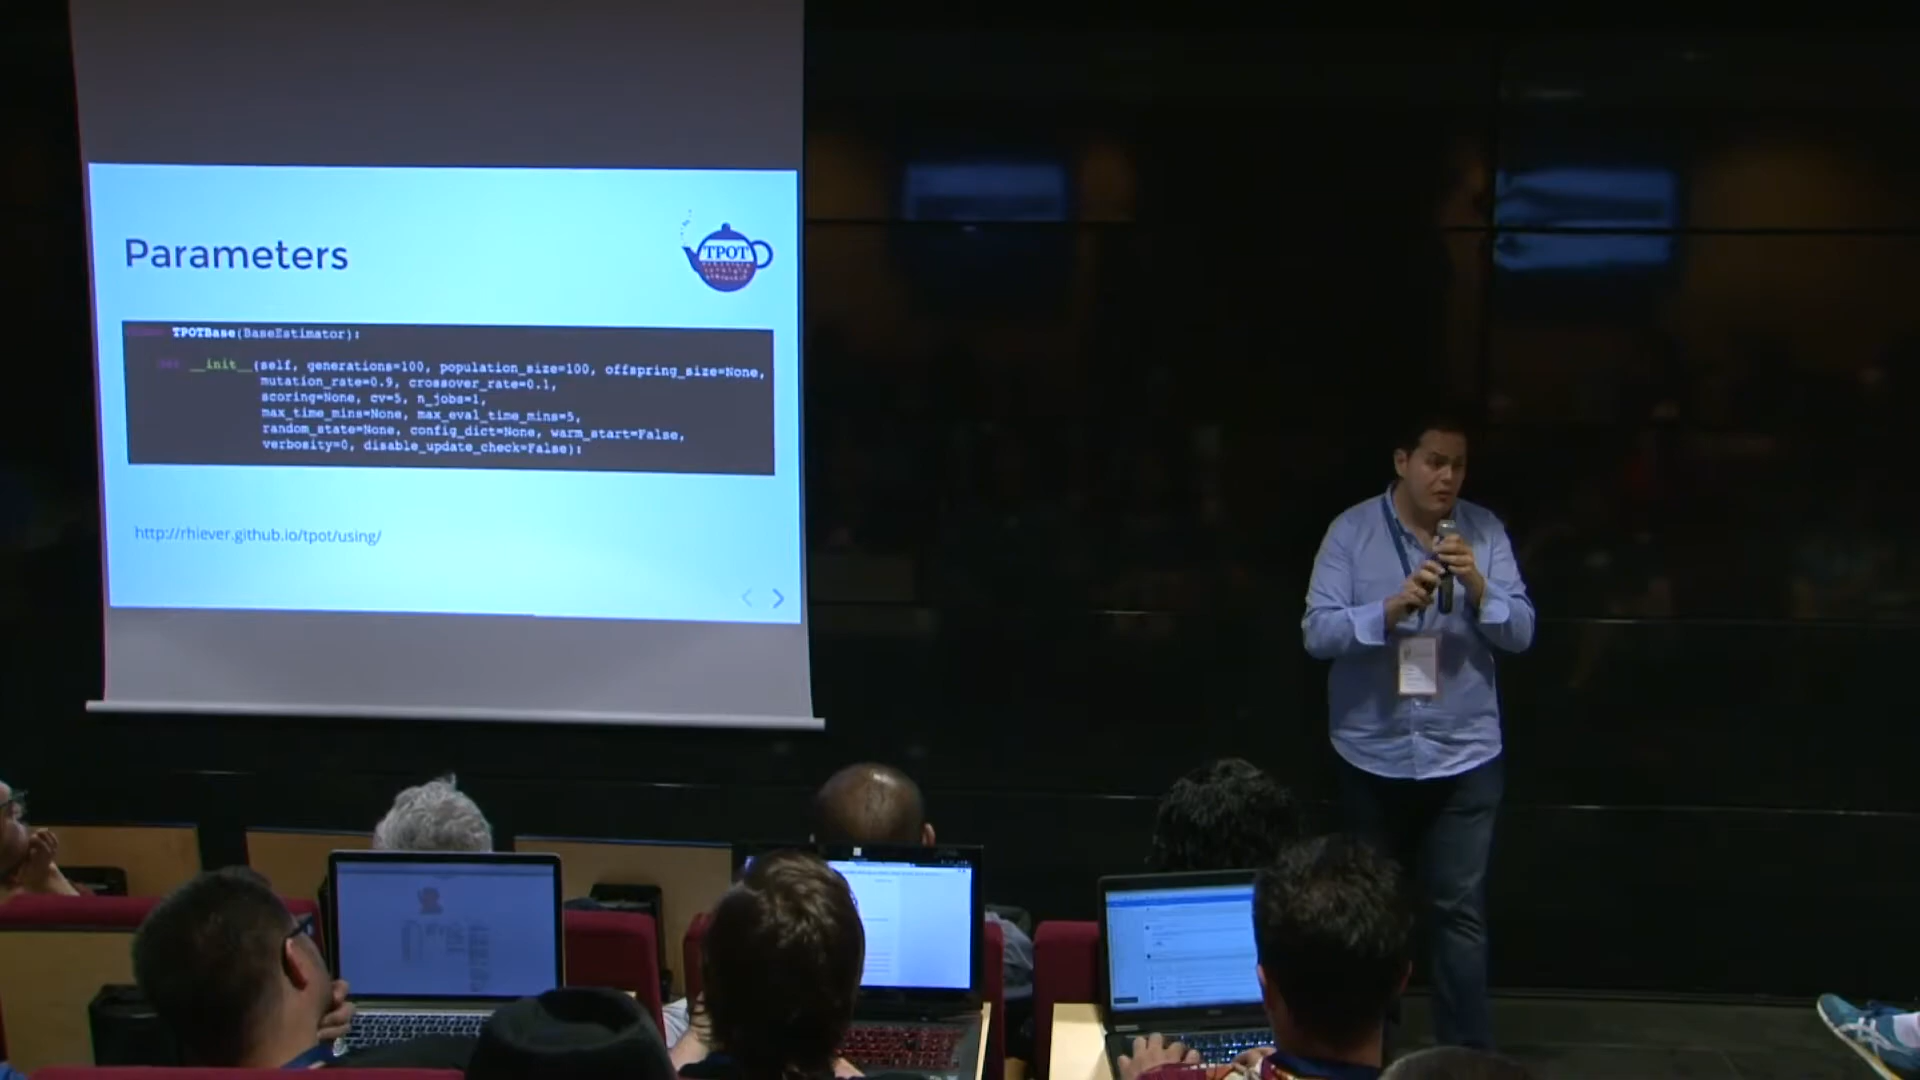 Parameters
TPOT
class TPOTBase(BaseEstimator):
def __init__(self, generations=100, population_size=100, offspring_size=None,
mutation_rate=0.9, crossover_rate=0.1,
scoring=None, cv=5, n_jobs=1,
max_time_mins=None, max_eval_time_mins=5,
random_state=None, config_dict=None, warm_start=False,
verbosity=0, disable_update_check=False):
http://rhiever.github.io/tpot/using/